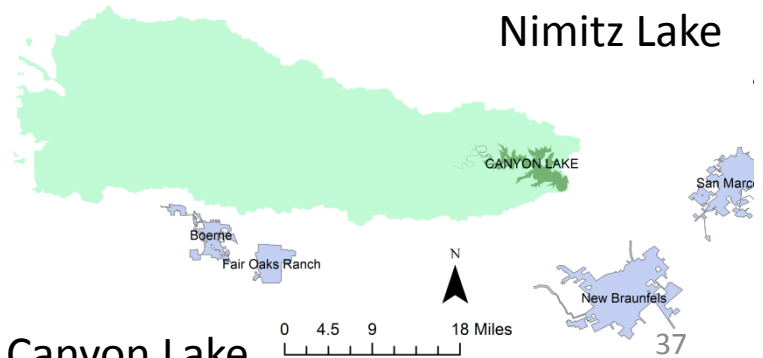 Nimitz Lake
CANYON LAKE
San Marc
Boerne
Fair Oaks Ranch
N
New Braunfels
0 4.5 9 18 Miles
37
Canyon Lake